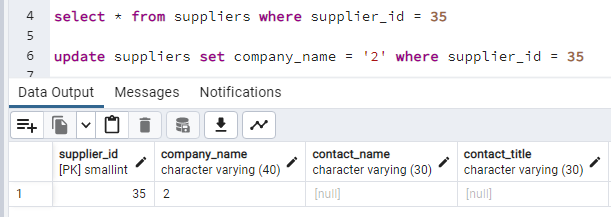 4 select * from suppliers where supplier_id = 35
5
6 update suppliers set company_name = '2' where supplier_id = 35
7
Data Output Messages Notifications
supplier_id company_name contact_name contact_title
[PK] smallint character varying (40) character varying (30) character varying (30)
1 35 2 [null] [null]